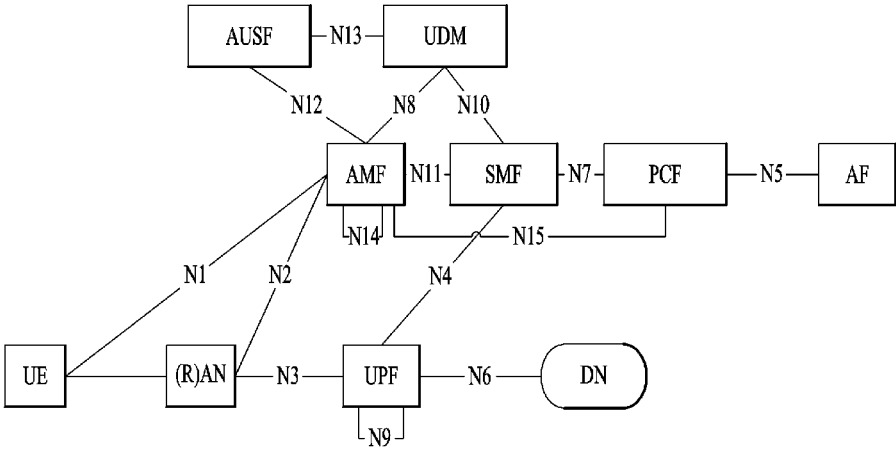 AUSF N13 UDM
N12 N8 N10
AMF N11 SMF N7 PCF N5 AF
N14 N15
N1 N2 N4
UE (R)AN N3 UPF N6 DN
N9